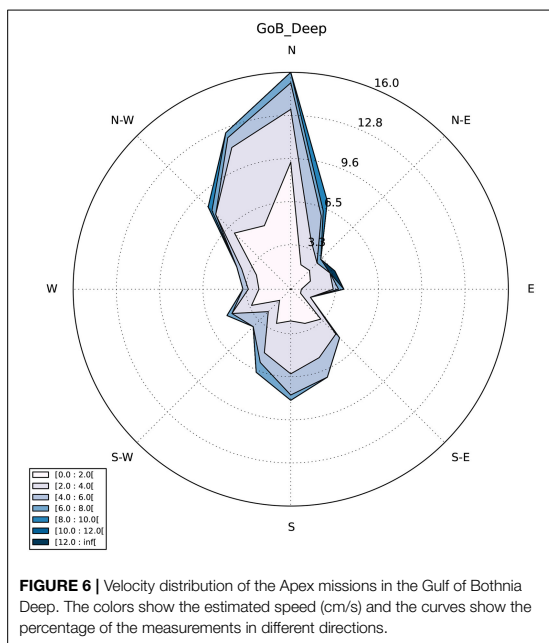 GoB_Deep
N
16.0
N-W
N-E
12.8
9.6
6.5
3.3
W
E
S-W
S-E
S
[0.0 : 2.0[
[2.0 : 4.0[
[4.0 : 6.0[
[6.0 : 8.0[
[8.0 : 10.0[
[10.0 : 12.0[
[12.0 : inf[
FIGURE 6 | Velocity distribution of the Apex missions in the Gulf of Bothnia
Deep. The colors show the estimated speed (cm/s) and the curves show the
percentage of the measurements in different directions.